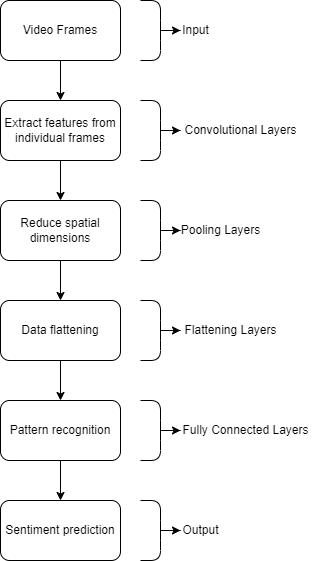 Video Frames
Input
Extract features from
individual frames
Convolutional Layers
Reduce spatial
dimensions
Pooling Layers
Data flattening
Flattening Layers
Pattern recognition
Fully Connected Layers
Sentiment prediction
Output